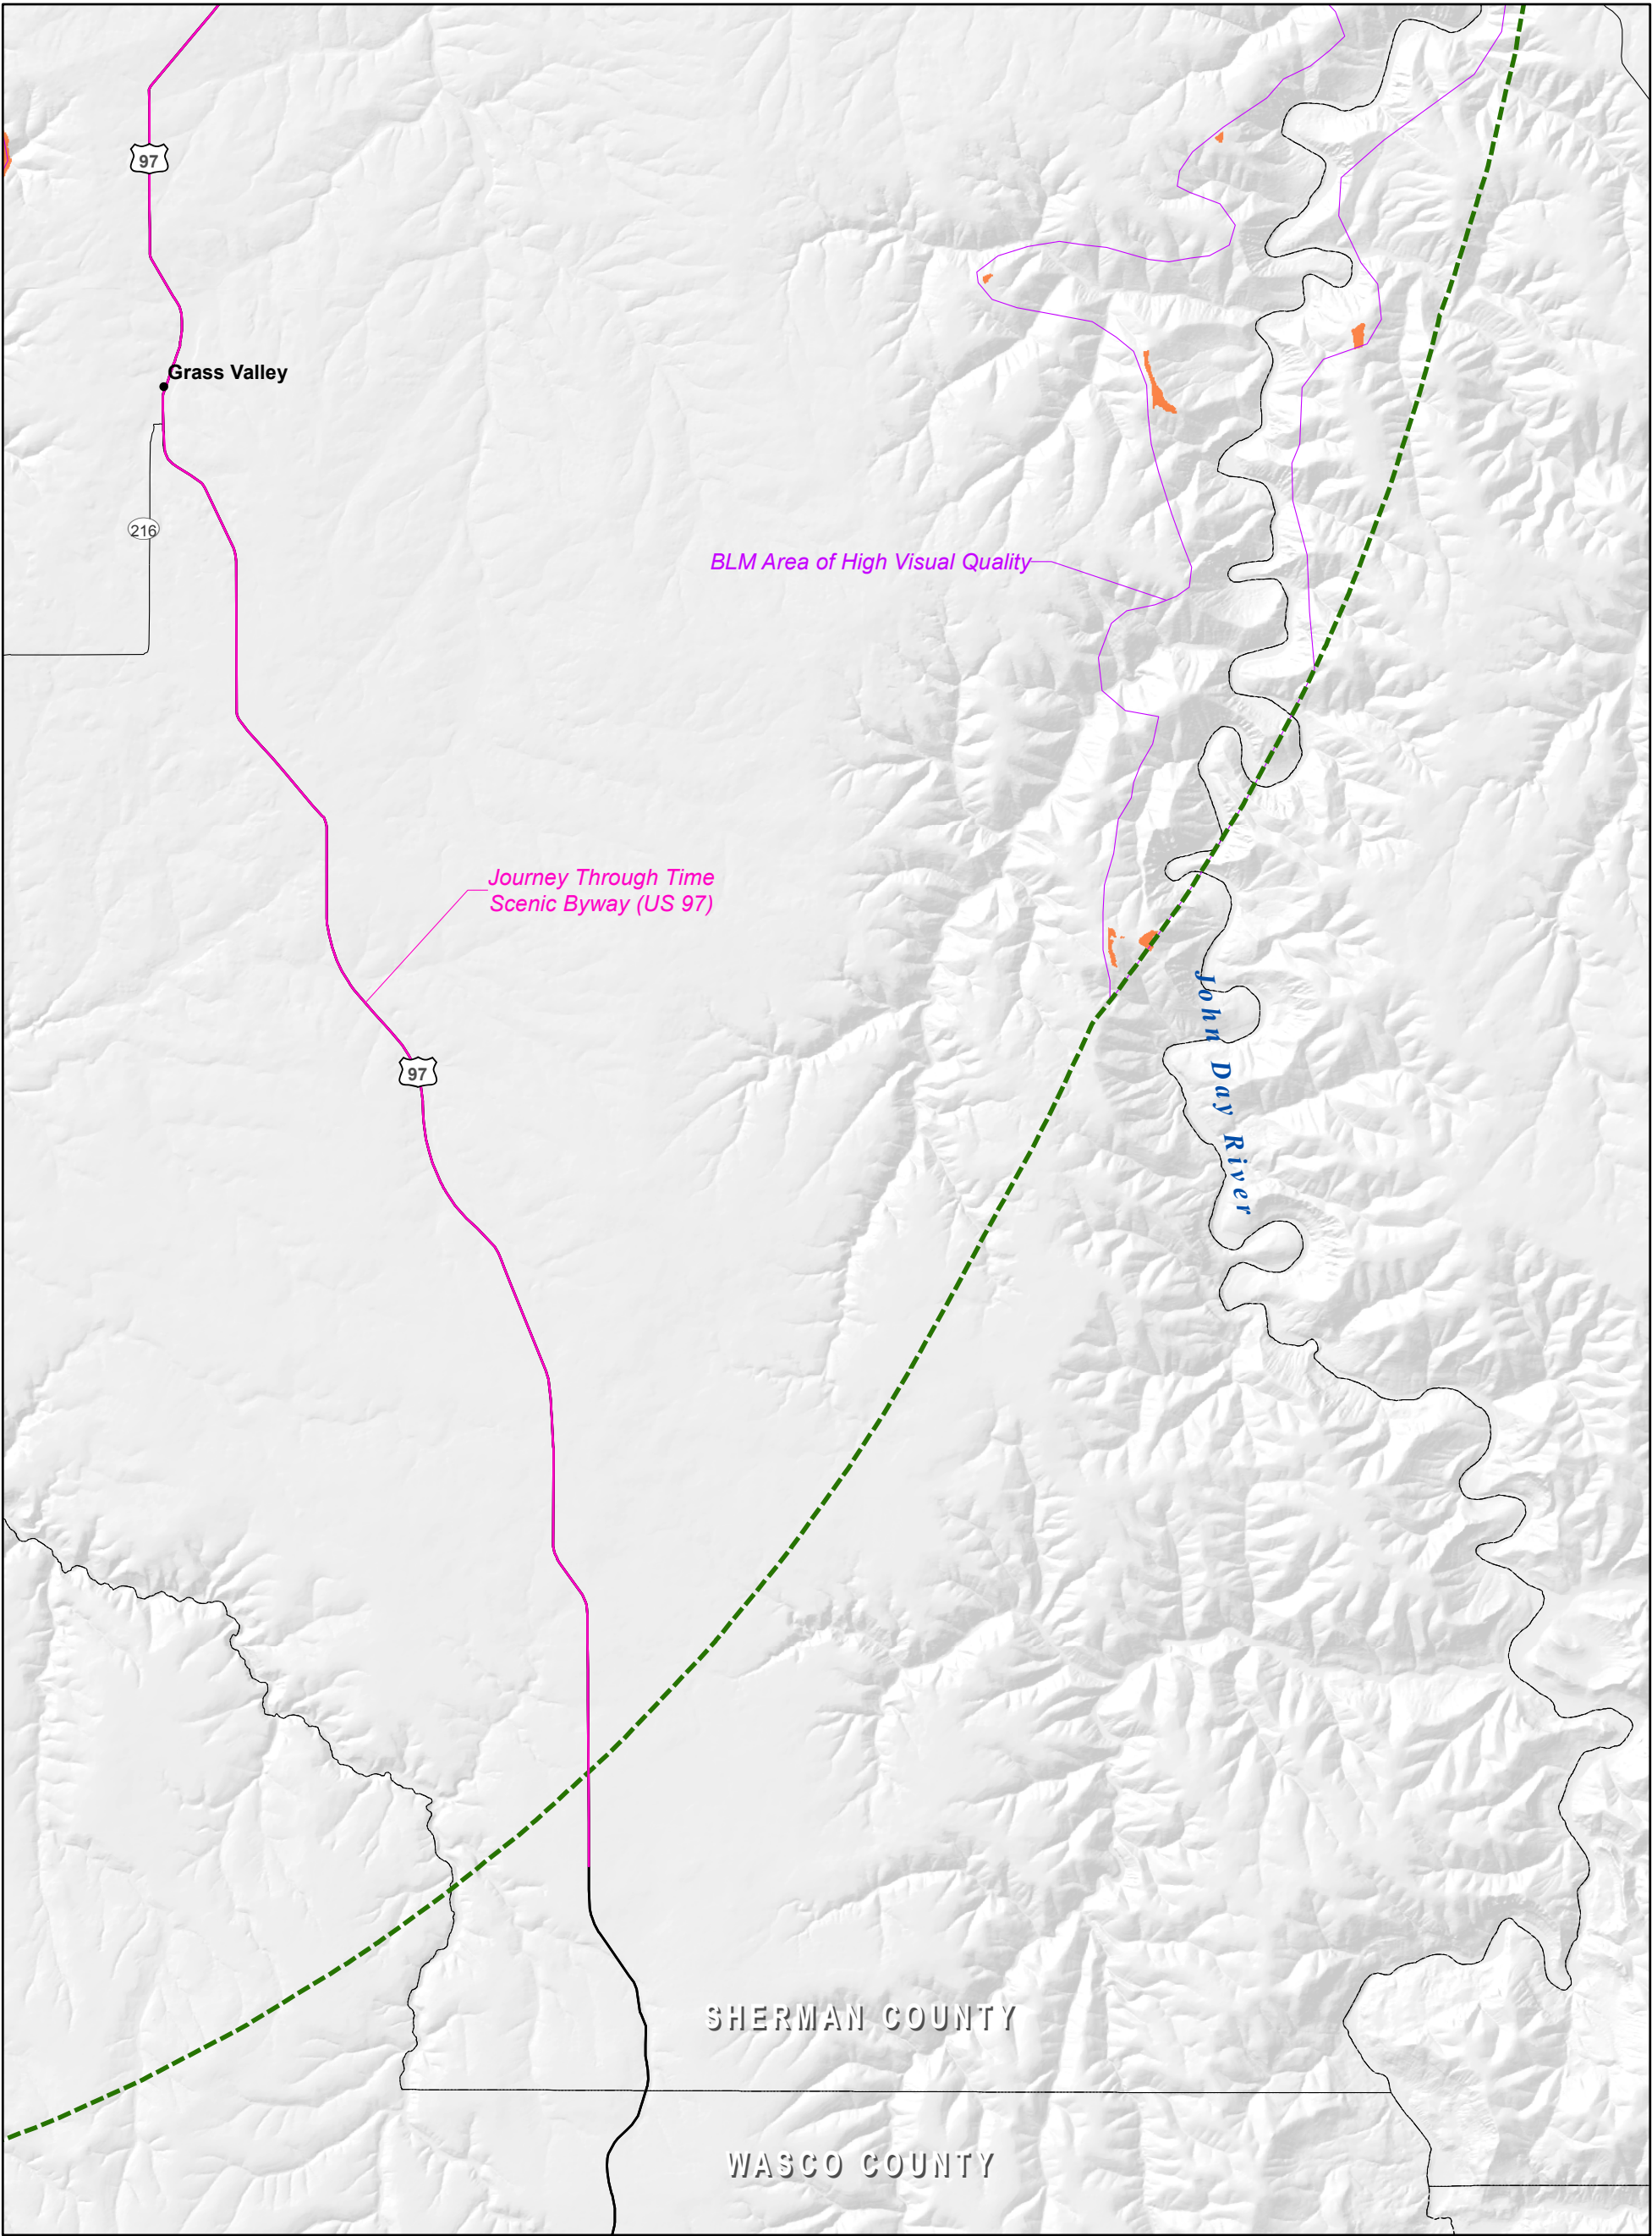 97
Grass Valley
216
BLM Area of High Visual Quality
Journey Through Time
Scenic Byway (US 97)
97
John Day River
SHERMAN COUNTY
WASCO COUNTY